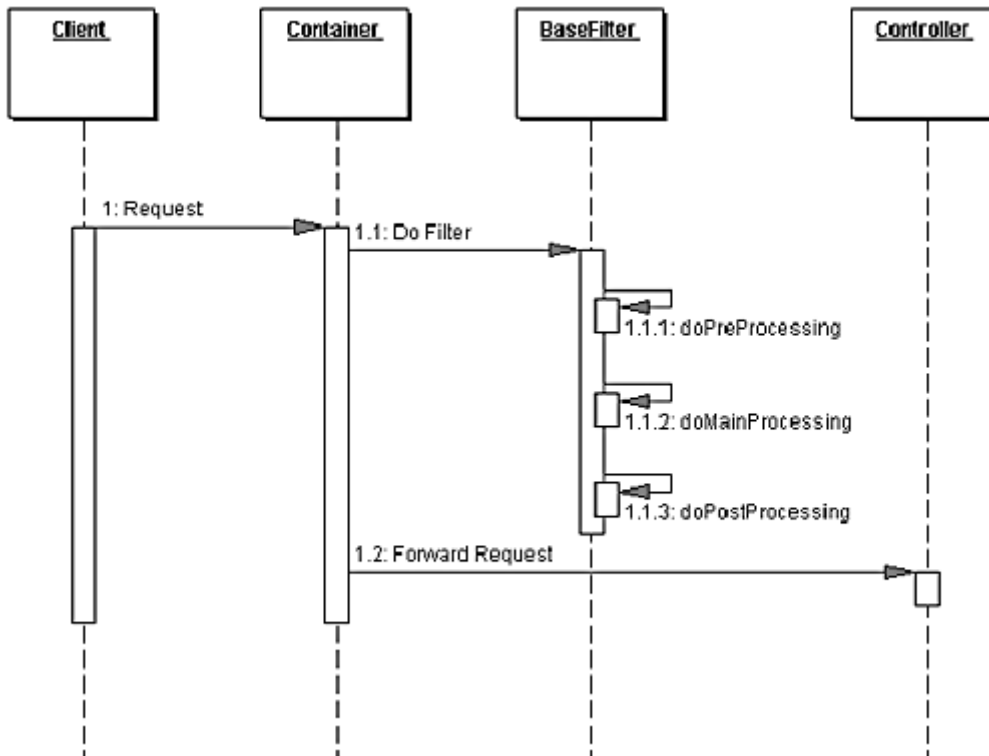 Client
Container
BaseFilter
Controller
1: Request
1.1: Do Filter
1.1.1: doPreProcessing
1.1.2: doMainProcessing
1.1.3: doPostProcessing
1.2: Forward Request